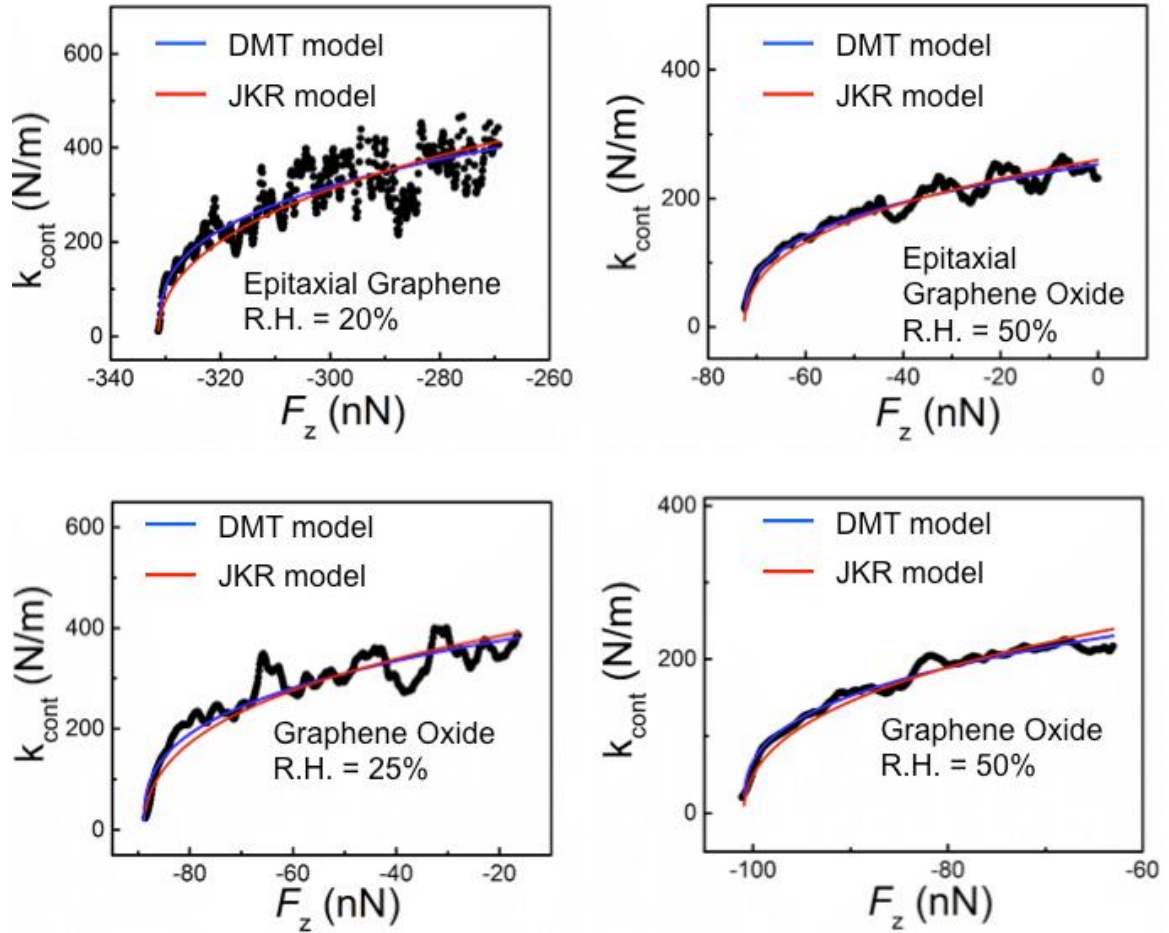 600
400
200
0
k_cont (N/m)
DMT model
JKR model
Epitaxial Graphene
R.H. = 20%
-340 -320 -300 -280 -260
F_z (nN)
400
200
0
k_cont (N/m)
DMT model
JKR model
Epitaxial
Graphene Oxide
R.H. = 50%
-80 -60 -40 -20 0
F_z (nN)
600
400
200
0
k_cont (N/m)
DMT model
JKR model
Graphene Oxide
R.H. = 25%
-80 -60 -40 -20
F_z (nN)
400
200
0
k_cont (N/m)
DMT model
JKR model
Graphene Oxide
R.H. = 50%
-100 -80 -60
F_z (nN)